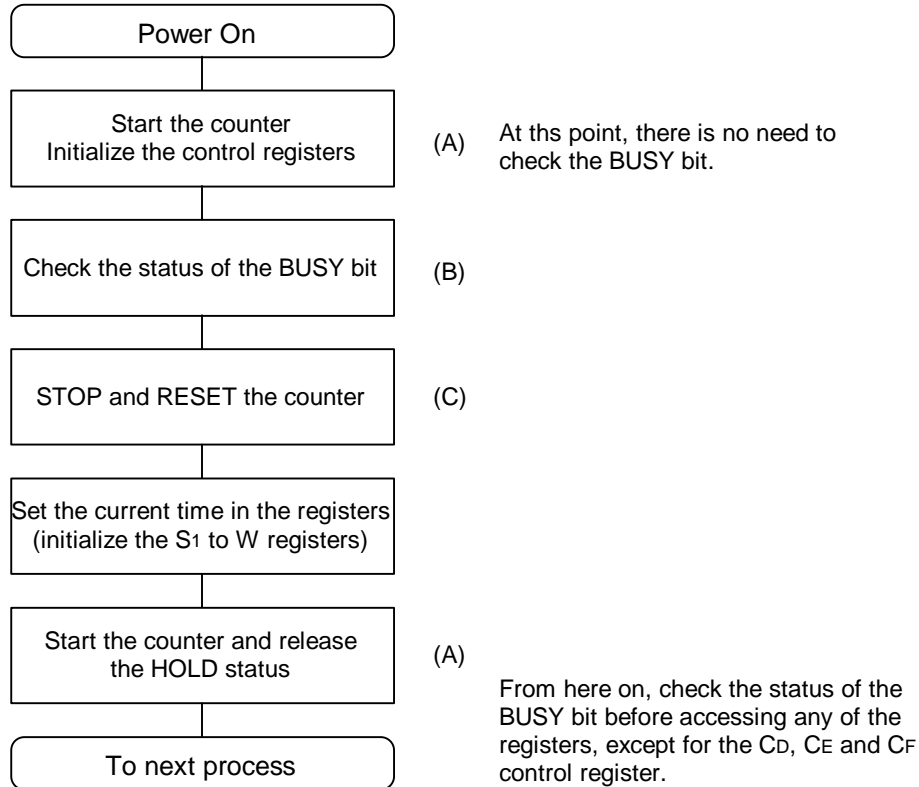 Power On
Start the counter
Initialize the control registers
(A)
At ths point, there is no need to
check the BUSY bit.
Check the status of the BUSY bit
(B)
STOP and RESET the counter
(C)
Set the current time in the registers
(initialize the S1 to W registers)
Start the counter and release
the HOLD status
(A)
From here on, check the status of the
BUSY bit before accessing any of the
registers, except for the CD, CE and CF
control register.
To next process